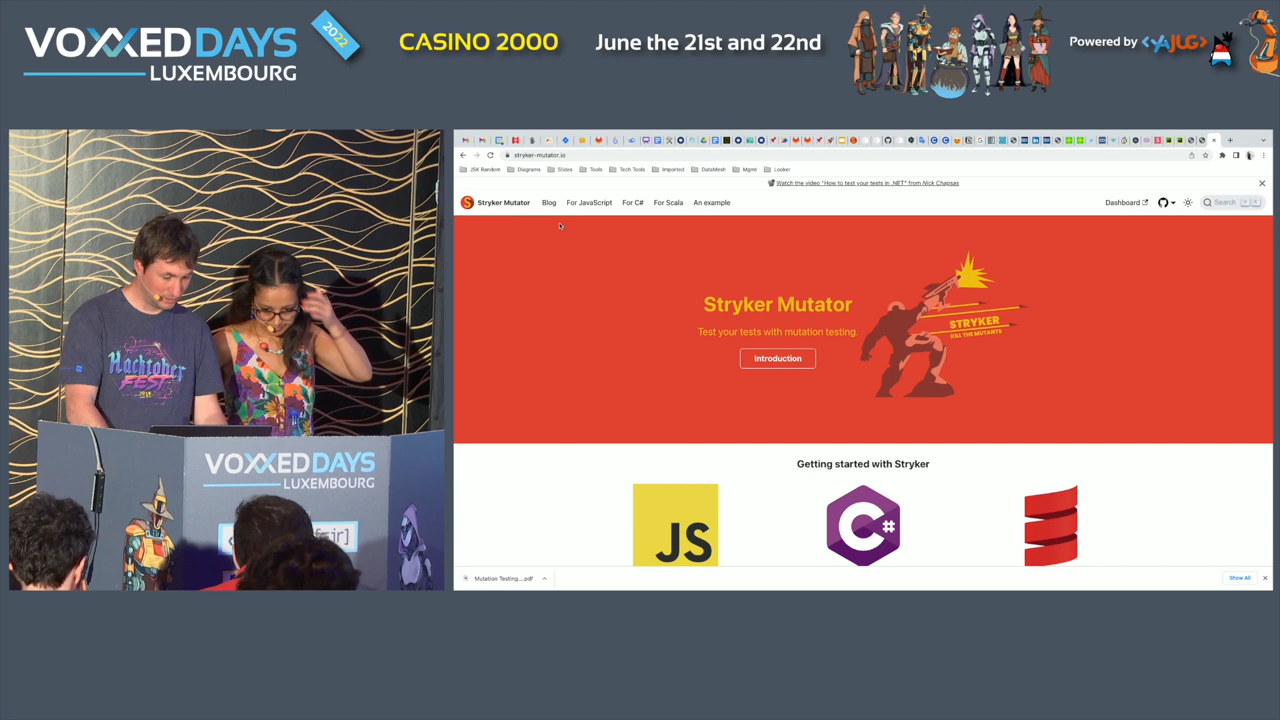 VOXXED DAYS
LUXEMBOURG
2022
CASINO 2000
June the 21st and 22nd
Powered by <YAJUG>
stryker-mutator.io
JSK Random
Diagrams
Slides
Tools
Tech Tools
Imported
DataMesh
Mgmt
Looker
Watch the video "How to test your tests in .NET" from Nick Chapsas
Stryker Mutator
Blog
For JavaScript
For C#
For Scala
An example
Dashboard
Search
Stryker Mutator
Test your tests with mutation testing.
Introduction
STRYKER
KILL THE MUTANTS
Getting started with Stryker
JS
C#
Mutation Testing....pdf
Show All
Hacktober
FEST
VOXXED DAYS
LUXEMBOURG